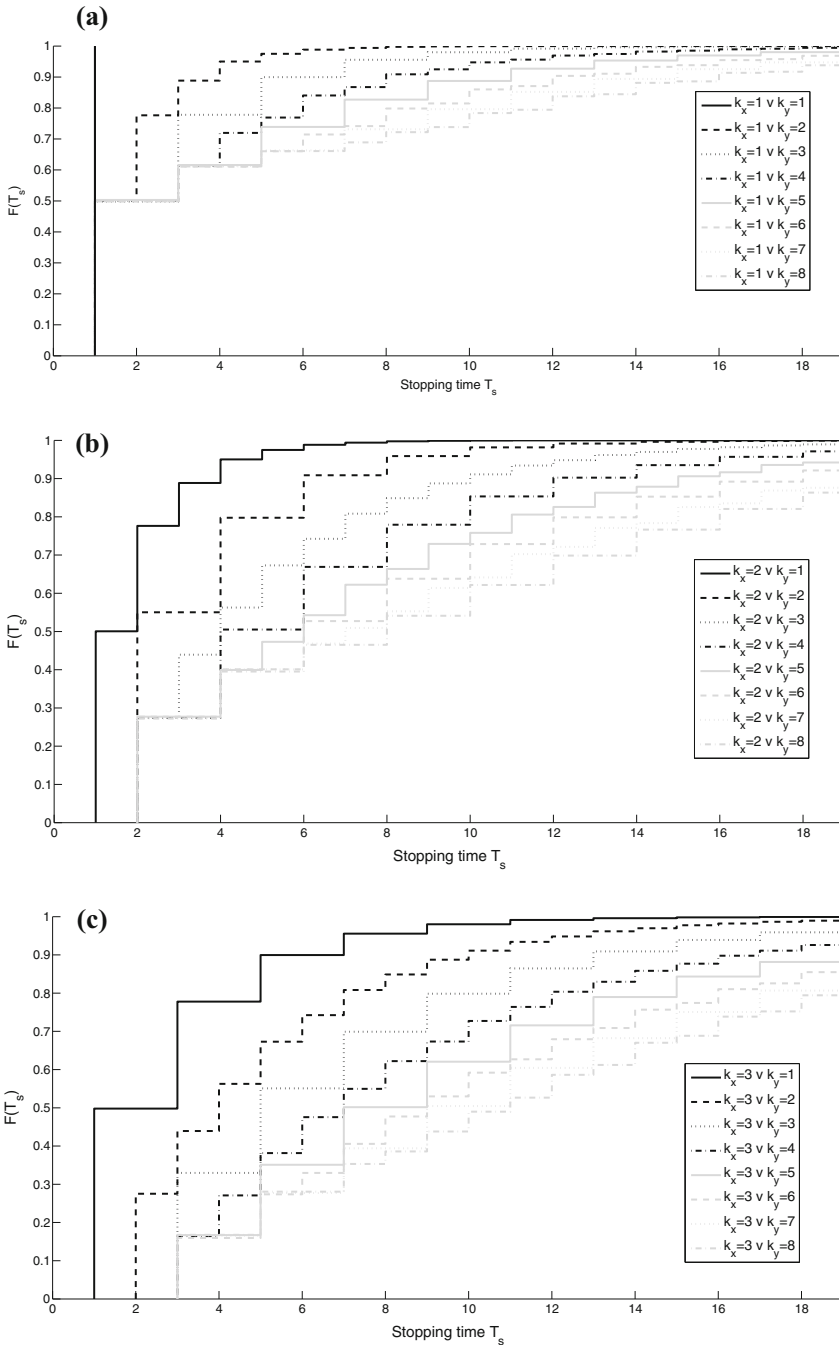 (a)
1
0.9
0.8
0.7
0.6
0.5
0.4
0.3
0.2
0.1
0
F(T_s)
k_x=1 v k_y=1
k_x=1 v k_y=2
k_x=1 v k_y=3
k_x=1 v k_y=4
k_x=1 v k_y=5
k_x=1 v k_y=6
k_x=1 v k_y=7
k_x=1 v k_y=8
0 2 4 6 8 10 12 14 16 18
Stopping time T_s
(b)
1
0.9
0.8
0.7
0.6
0.5
0.4
0.3
0.2
0.1
0
F(T_s)
k_x=2 v k_y=1
k_x=2 v k_y=2
k_x=2 v k_y=3
k_x=2 v k_y=4
k_x=2 v k_y=5
k_x=2 v k_y=6
k_x=2 v k_y=7
k_x=2 v k_y=8
0 2 4 6 8 10 12 14 16 18
Stopping time T_s
(c)
1
0.9
0.8
0.7
0.6
0.5
0.4
0.3
0.2
0.1
0
F(T_s)
k_x=3 v k_y=1
k_x=3 v k_y=2
k_x=3 v k_y=3
k_x=3 v k_y=4
k_x=3 v k_y=5
k_x=3 v k_y=6
k_x=3 v k_y=7
k_x=3 v k_y=8
0 2 4 6 8 10 12 14 16 18
Stopping time T_s